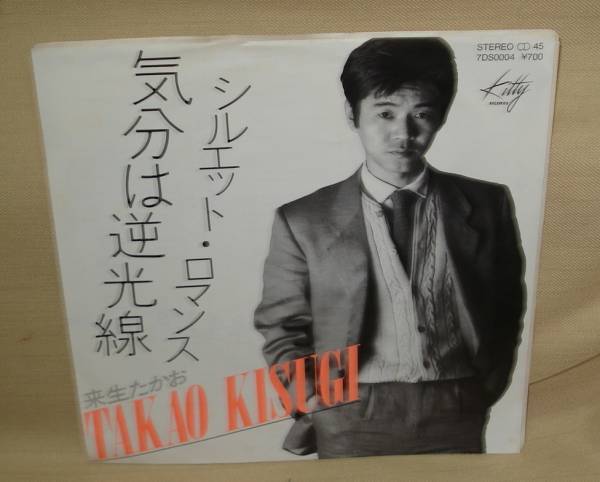 STEREO ◯◯ 45
7DS0004 ¥700
Kitty
RECORDS
シルエット・ロマンス
気分は逆光線
来生たかお
TAKAO KISUGI